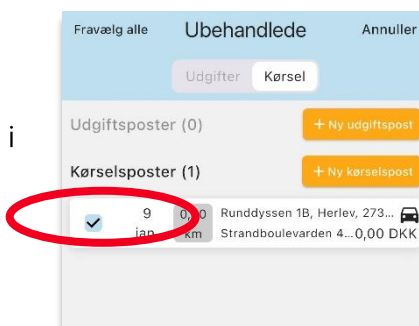 Fravælg alle Ubehandlede Annuller
Udgifter Kørsel
i
Udgiftsposter (0) + Ny udgiftspost
Kørselsposter (1) + Ny kørselspost
9 0,00 Runddyssen 1B, Herlev, 273...
jan km Strandboulevarden 4... 0,00 DKK